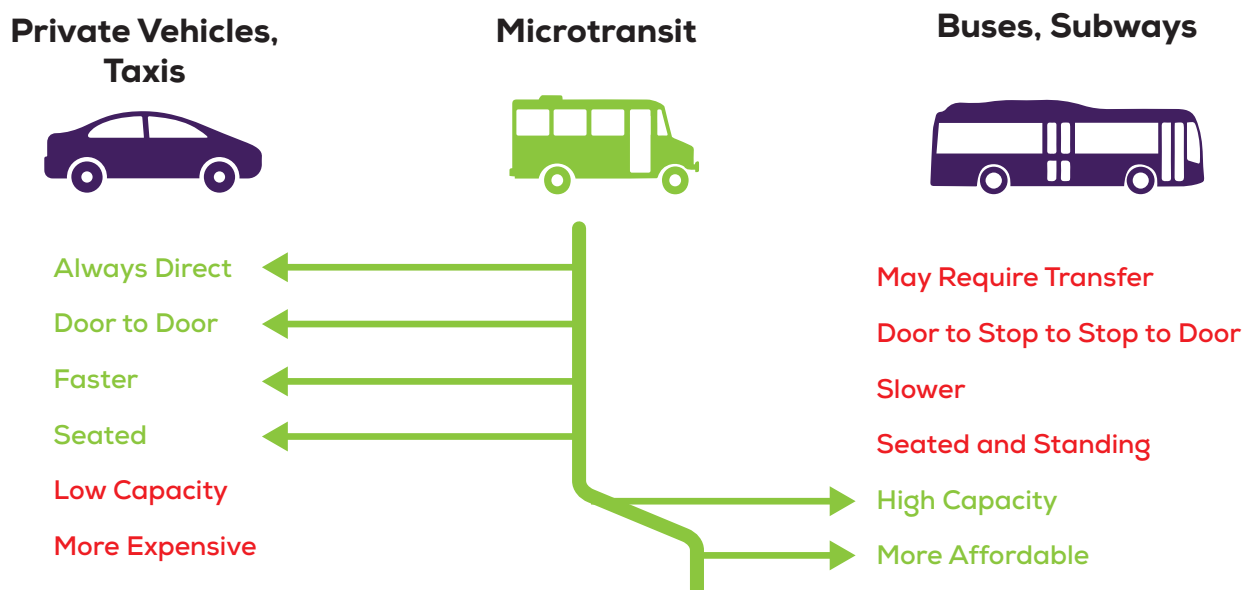 Private Vehicles,
Taxis
Microtransit
Buses, Subways
Always Direct
Door to Door
Faster
Seated
Low Capacity
More Expensive
May Require Transfer
Door to Stop to Stop to Door
Slower
Seated and Standing
High Capacity
More Affordable